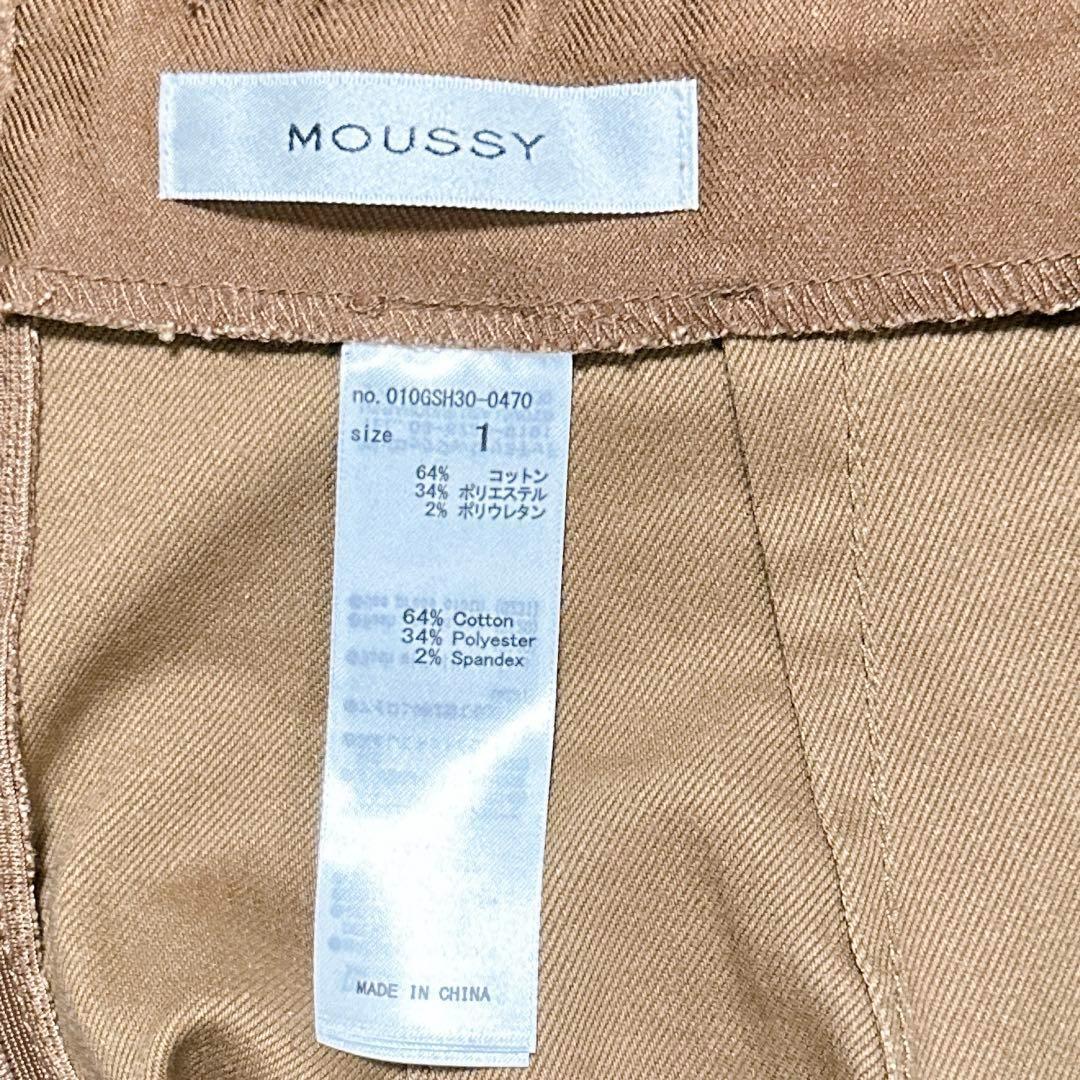 MOUSSY
no. 010GSH30-0470
size 1
64% コットン
34% ポリエステル
2% ポリウレタン
64% Cotton
34% Polyester
2% Spandex
MADE IN CHINA